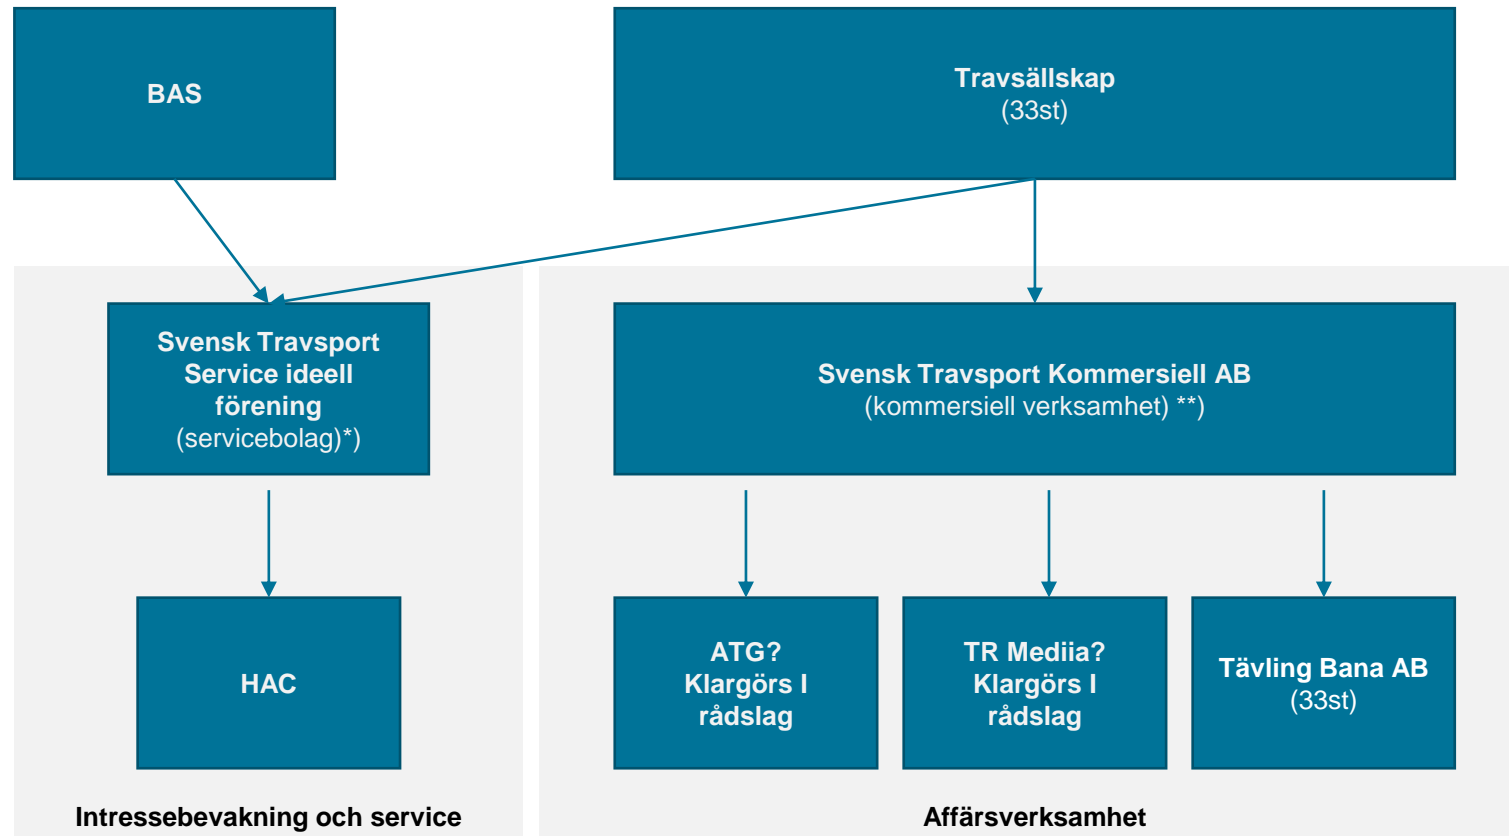 BAS
Travsällskap
(33st)
Svensk Travsport
Service ideell
förening
(servicebolag)*)
Svensk Travsport Kommersiell AB
(kommersiell verksamhet) **)
HAC
ATG?
Klargörs I
rådslag
TR Mediia?
Klargörs I
rådslag
Tävling Bana AB
(33st)
Intressebevakning och service
Affärsverksamhet